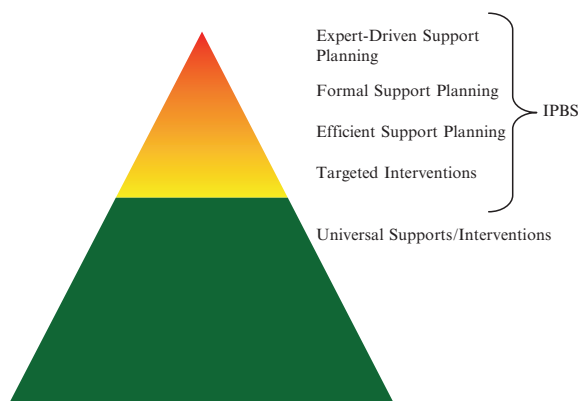 Expert-Driven Support
Planning
Formal Support Planning
Efficient Support Planning
IPBS
Targeted Interventions
Universal Supports/Interventions